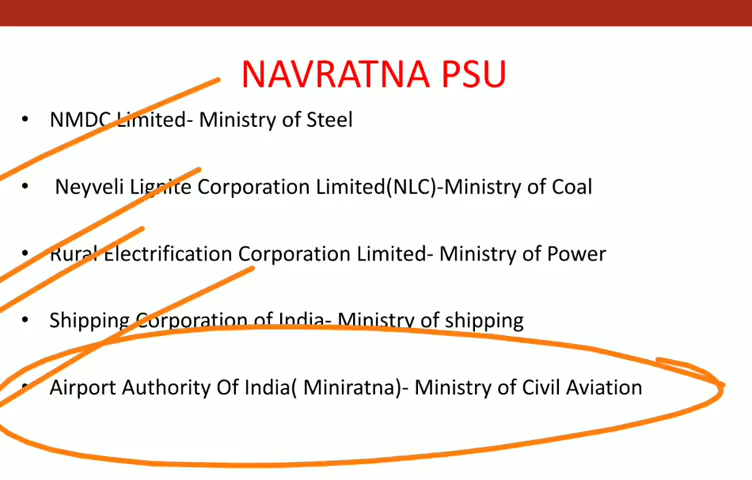 NAVRATNA PSU
• NMDC Limited- Ministry of Steel
• Neyveli Lignite Corporation Limited(NLC)-Ministry of Coal
• Rural Electrification Corporation Limited- Ministry of Power
• Shipping Corporation of India- Ministry of shipping
• Airport Authority Of India( Miniratna)- Ministry of Civil Aviation